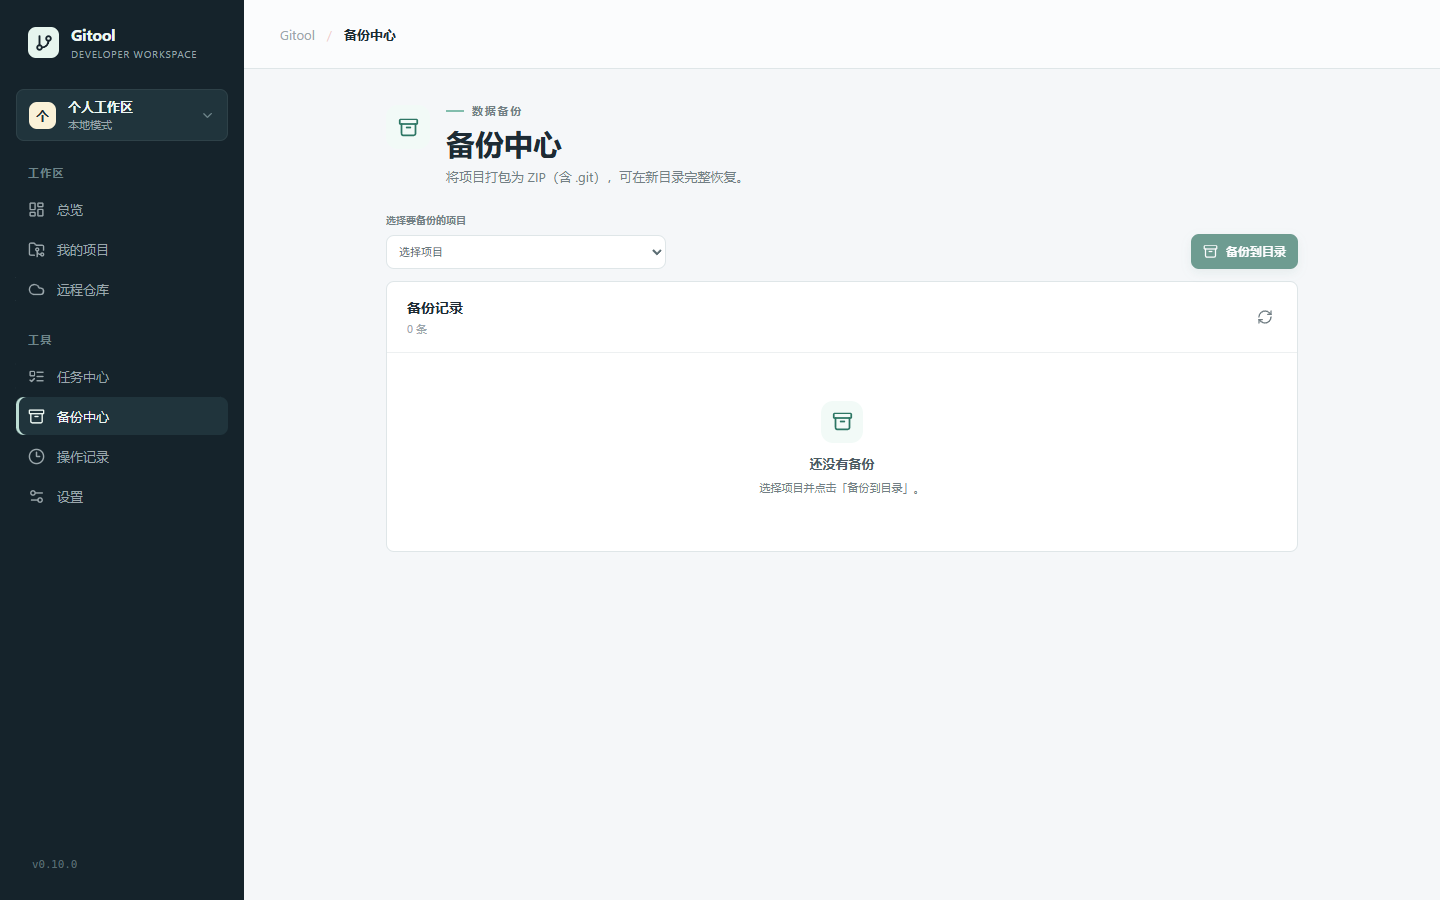 Gitool
DEVELOPER WORKSPACE
个
个人工作区
本地模式
工作区
总览
我的项目
远程仓库
工具
任务中心
备份中心
操作记录
设置
v0.10.0
Gitool / 备份中心
数据备份
备份中心
将项目打包为 ZIP（含 .git），可在新目录完整恢复。
选择要备份的项目
选择项目
备份到目录
备份记录
0 条
还没有备份
选择项目并点击「备份到目录」。